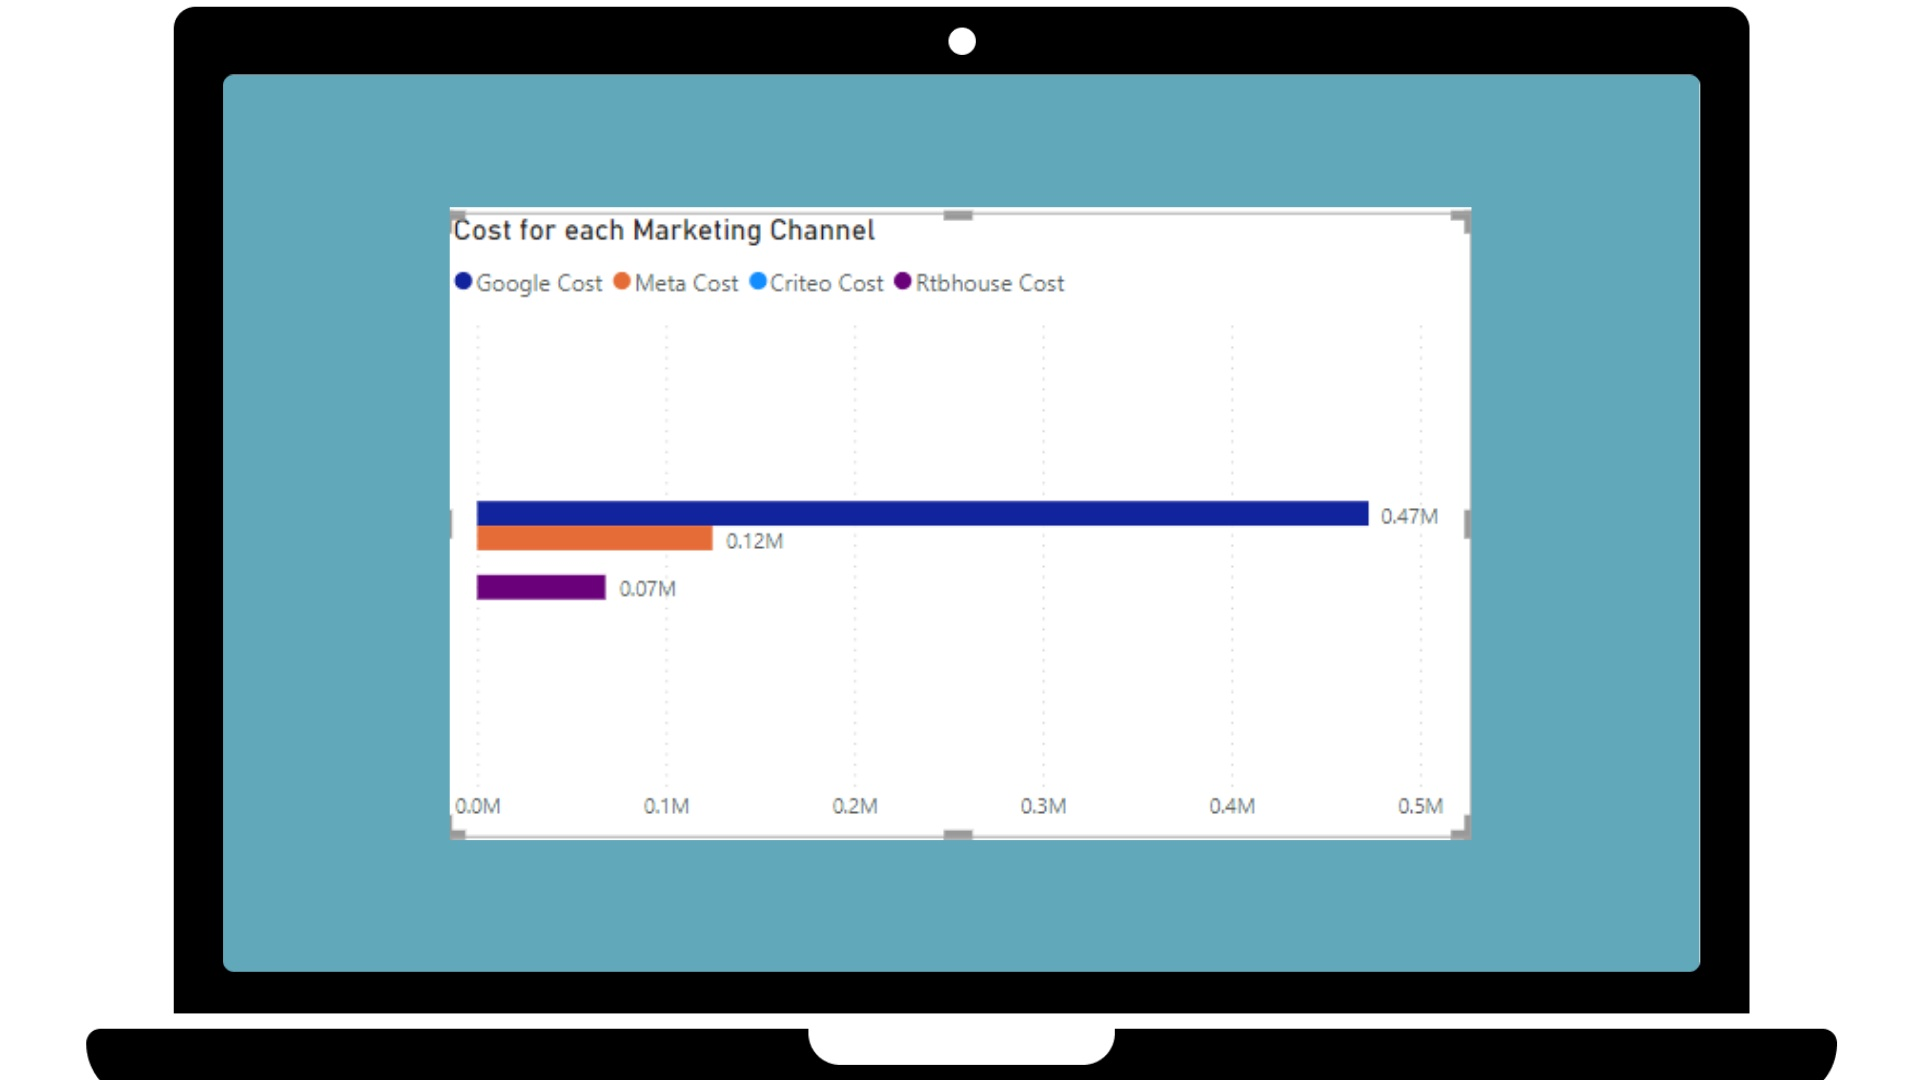 Cost for each Marketing Channel
Google Cost Meta Cost Criteo Cost Rtbhouse Cost
0.47M
0.12M
0.07M
0.0M 0.1M 0.2M 0.3M 0.4M 0.5M